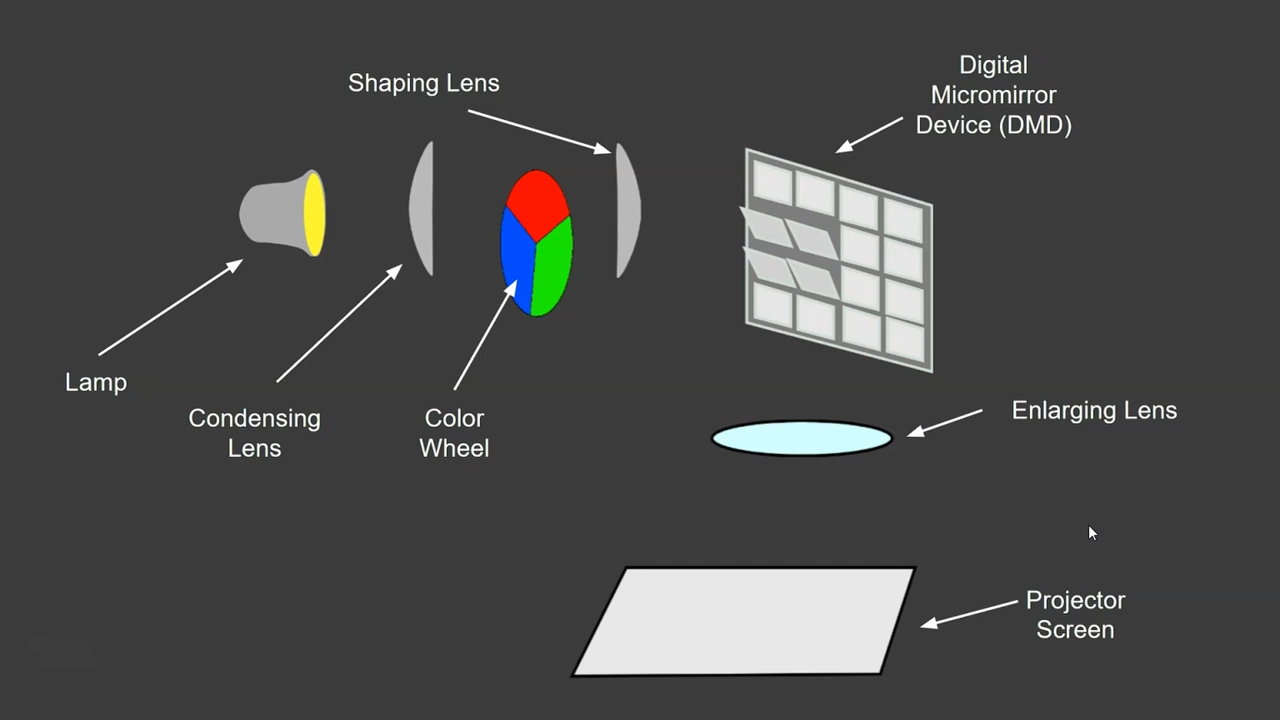 Shaping Lens
Digital
Micromirror
Device (DMD)
Lamp
Condensing
Lens
Color
Wheel
Enlarging Lens
Projector
Screen